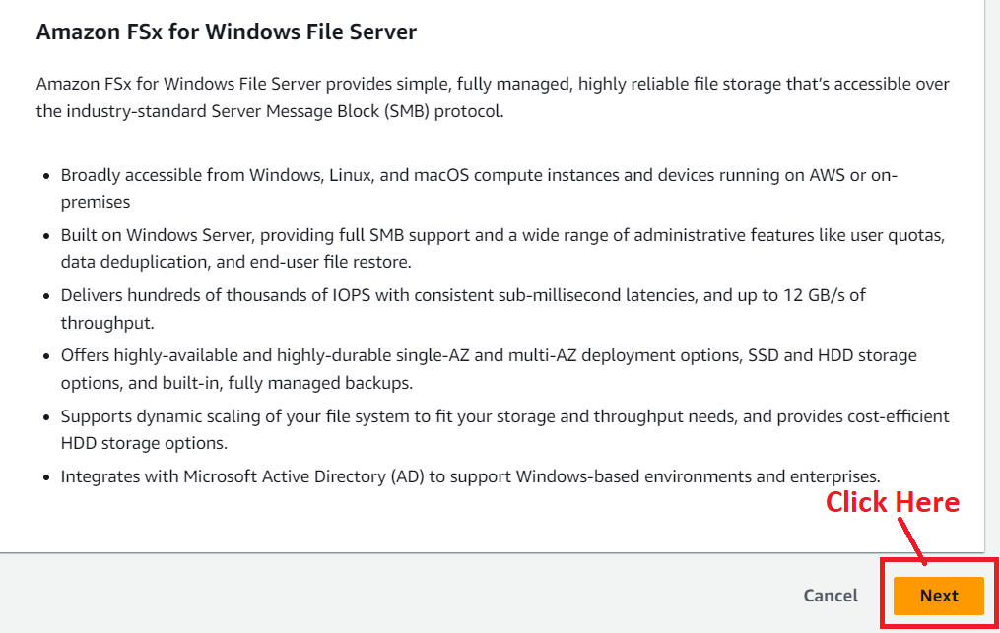 Amazon FSx for Windows File Server
Amazon FSx for Windows File Server provides simple, fully managed, highly reliable file storage that’s accessible over
the industry-standard Server Message Block (SMB) protocol.
• Broadly accessible from Windows, Linux, and macOS compute instances and devices running on AWS or on-
premises
• Built on Windows Server, providing full SMB support and a wide range of administrative features like user quotas,
data deduplication, and end-user file restore.
• Delivers hundreds of thousands of IOPS with consistent sub-millisecond latencies, and up to 12 GB/s of
throughput.
• Offers highly-available and highly-durable single-AZ and multi-AZ deployment options, SSD and HDD storage
options, and built-in, fully managed backups.
• Supports dynamic scaling of your file system to fit your storage and throughput needs, and provides cost-efficient
HDD storage options.
• Integrates with Microsoft Active Directory (AD) to support Windows-based environments and enterprises.
Click Here
Cancel
Next